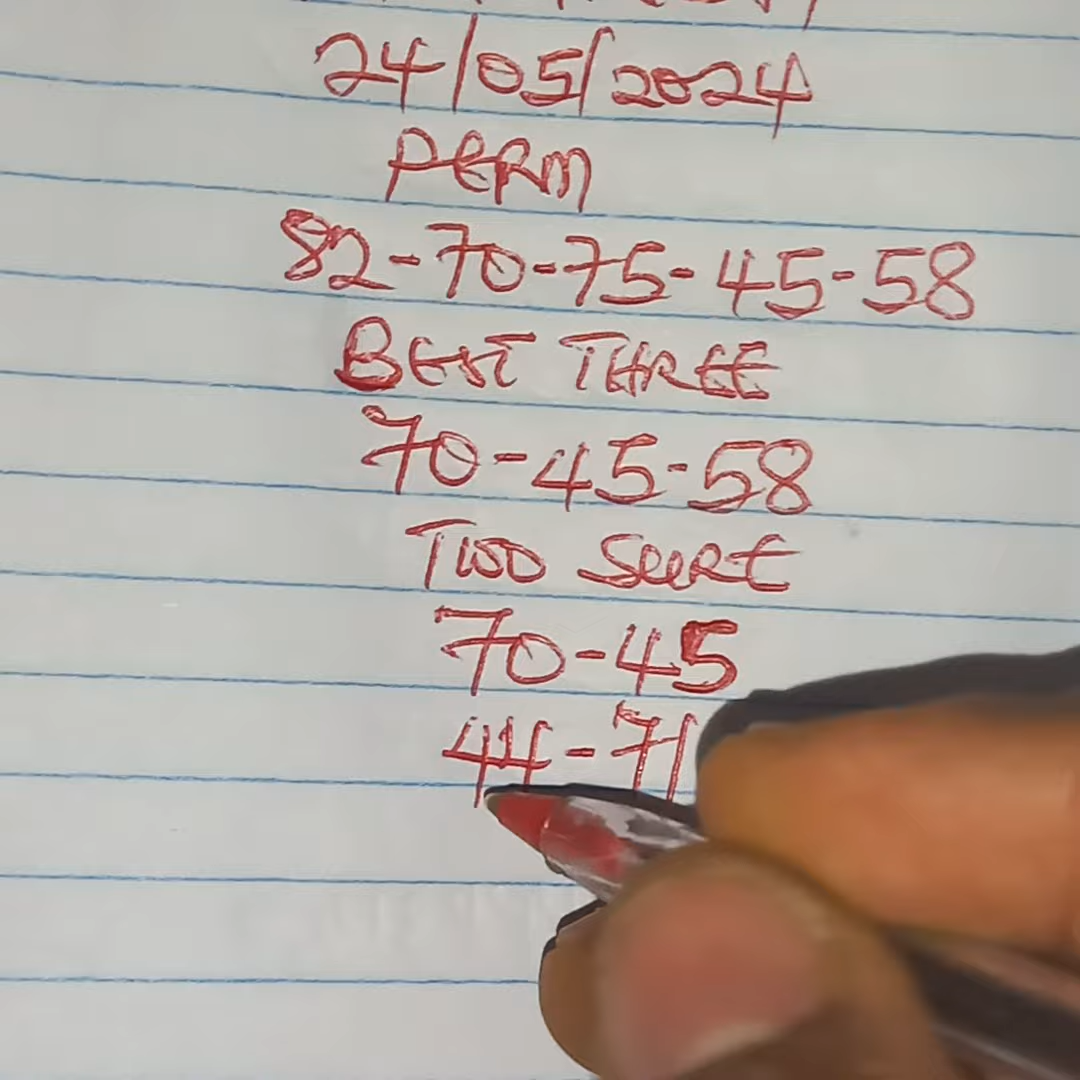 24/05/2024
PERM
82-70-75-45-58
BEST THREE
70-45-58
TWO SURE
70-45
44-71